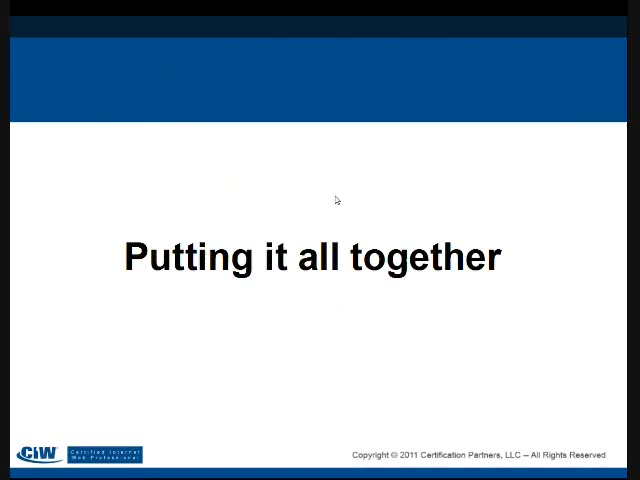 Putting it all together
CIW
Certified Internet
Web Professional
Copyright © 2011 Certification Partners, LLC – All Rights Reserved